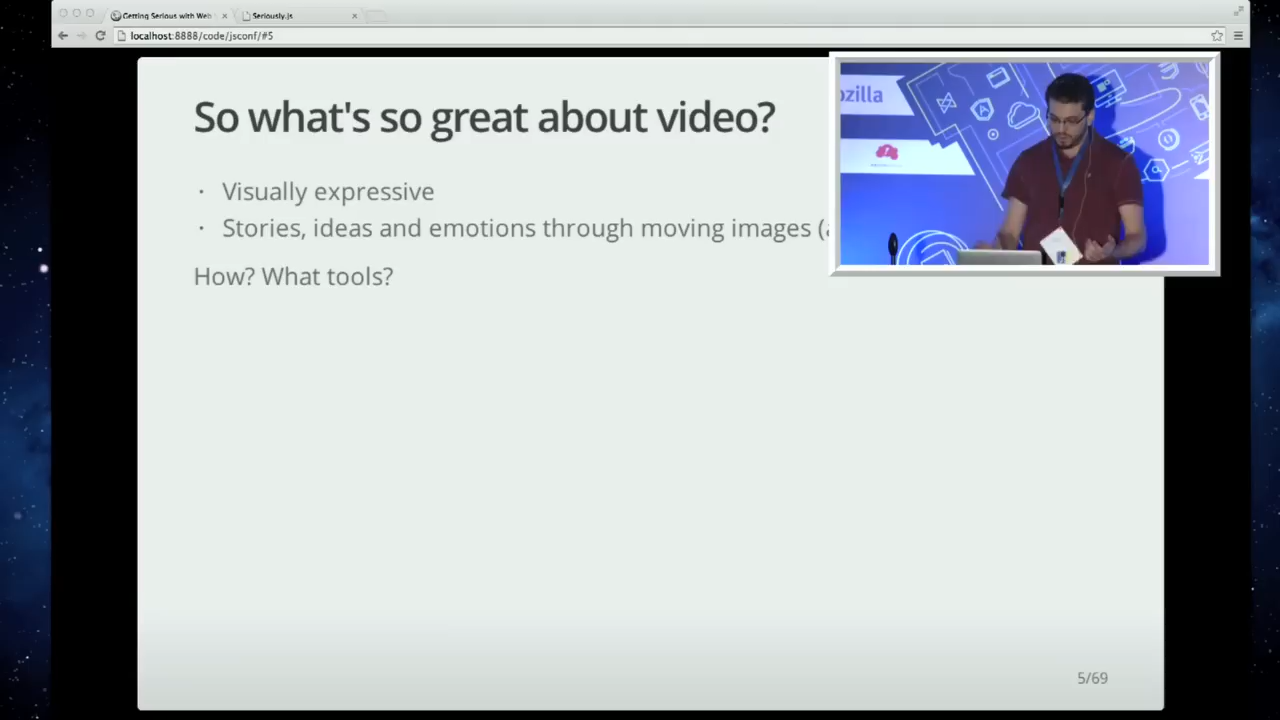 Getting Serious with Web
Seriously.js
localhost:8888/code/jsconf/#5
So what's so great about video?
· Visually expressive
· Stories, ideas and emotions through moving images (a
How? What tools?
ozilla
5/69